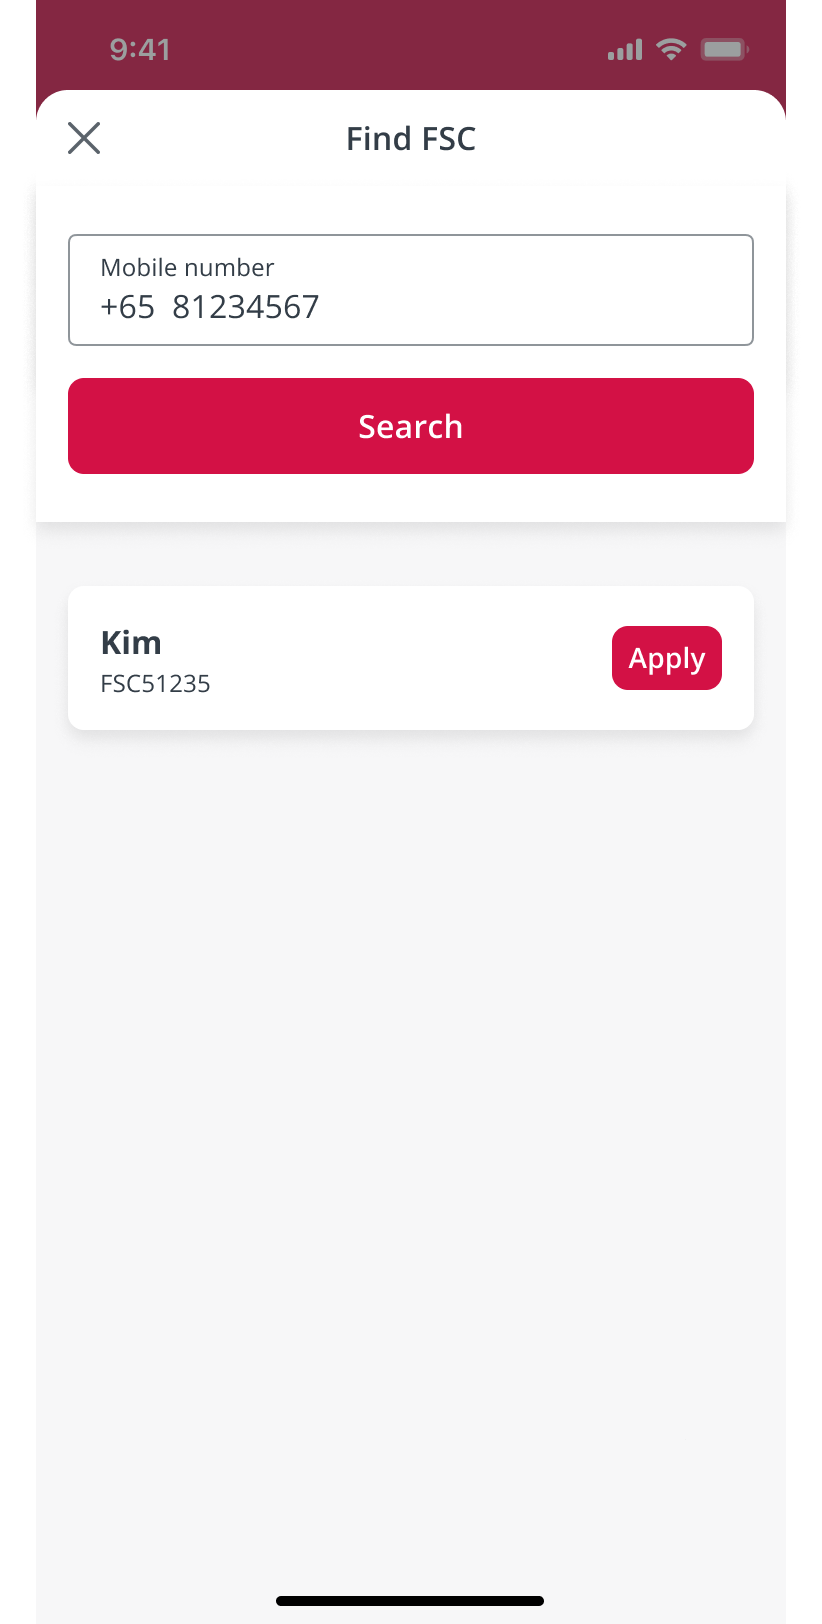 9:41
Find FSC
Mobile number
+65  81234567
Search
Kim
FSC51235
Apply